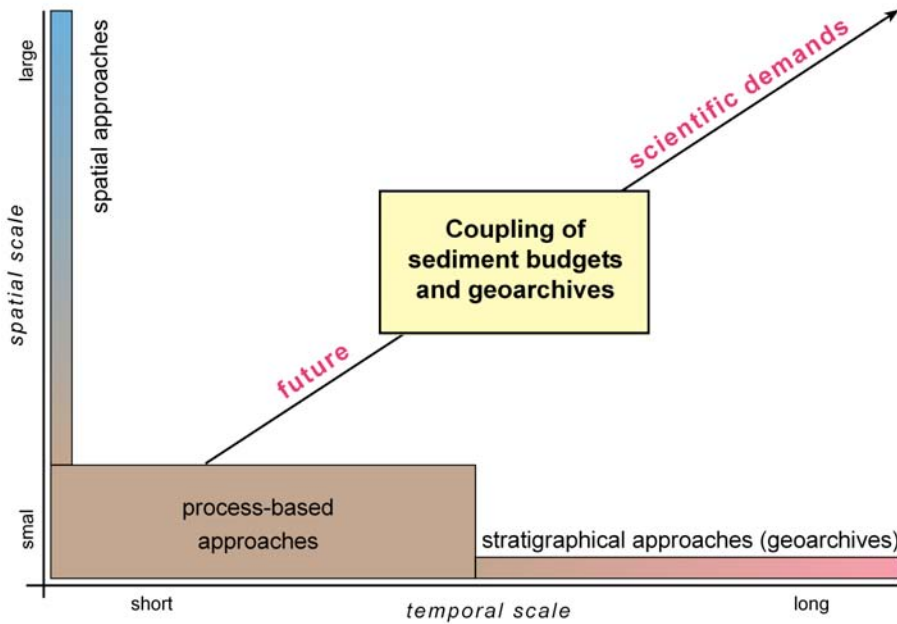 large
spatial approaches
spatial scale
smal
scientific demands
Coupling of
sediment budgets
and geoarchives
future
process-based
approaches
stratigraphical approaches (geoarchives)
short
temporal scale
long